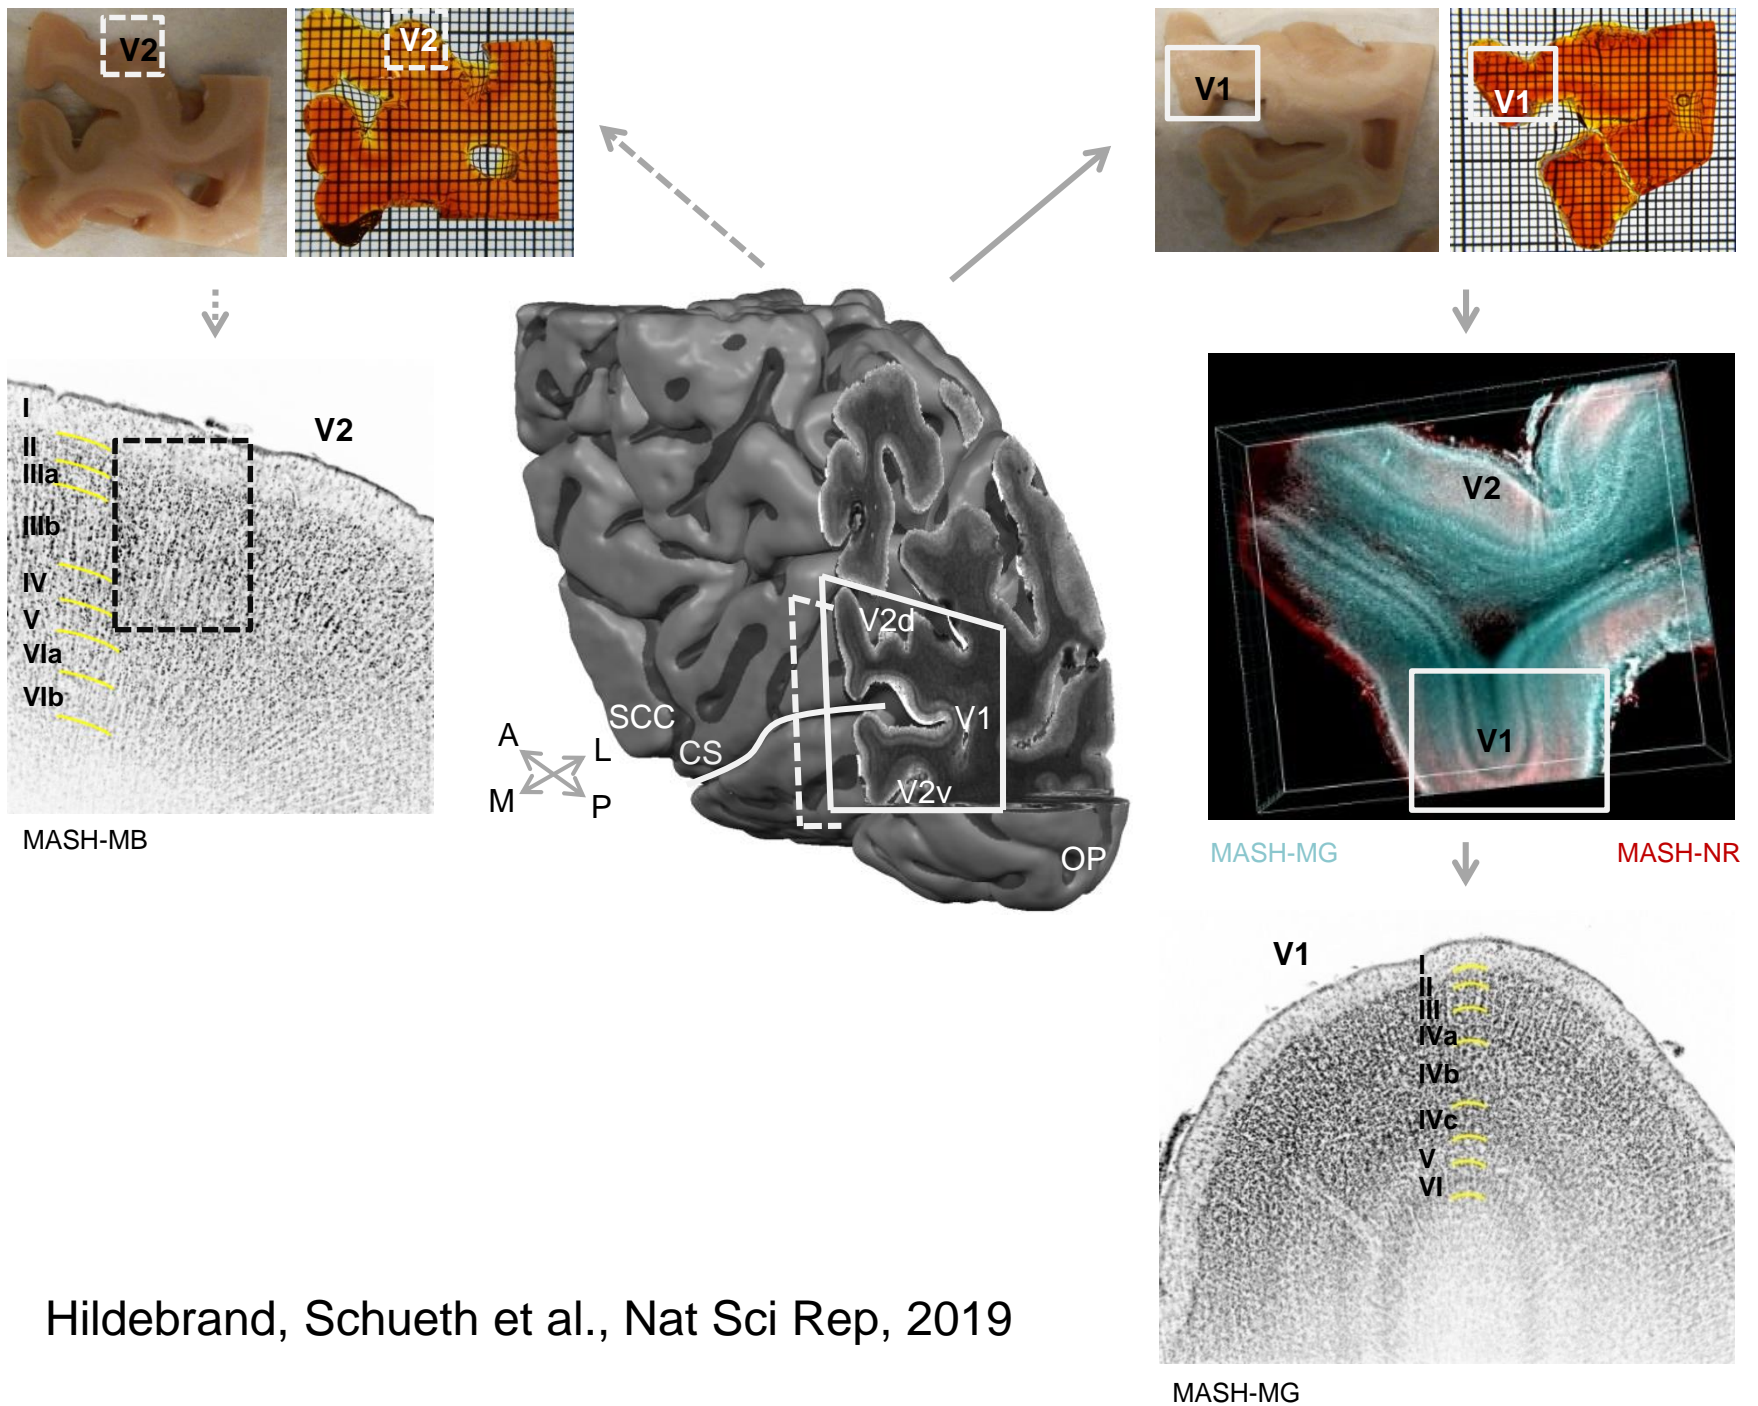 V2
V2
V1
V1
I
II
IIIa
IIIb
IV
V
VIa
VIb
V2
MASH-MB
V2d
V1
V2v
SCC
CS
OP
A
L
M
P
V2
V1
MASH-MG
MASH-NR
V1
I
II
III
IVa
IVb
IVc
V
VI
MASH-MG
Hildebrand, Schueth et al., Nat Sci Rep, 2019